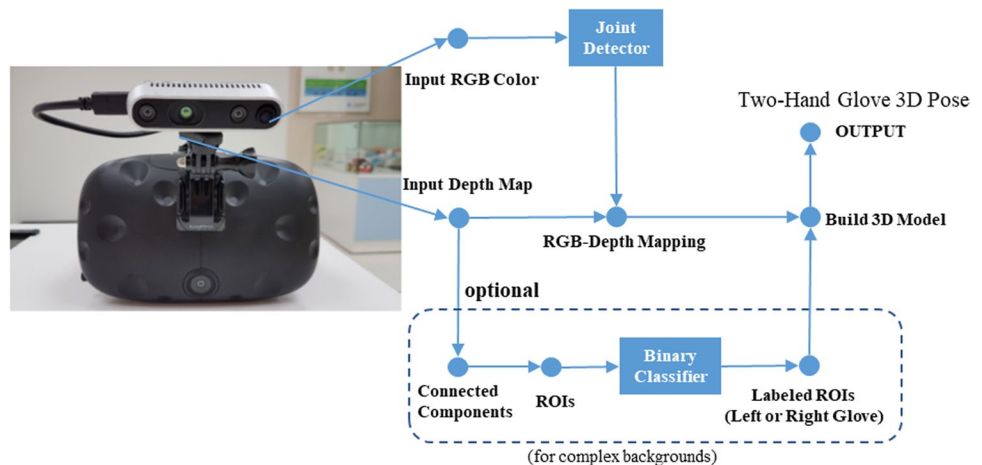 Joint
Detector
Input RGB Color
Two-Hand Glove 3D Pose
OUTPUT
Input Depth Map
Build 3D Model
RGB-Depth Mapping
optional
Binary
Classifier
Connected
Components
ROIs
Labeled ROIs
(Left or Right Glove)
(for complex backgrounds)